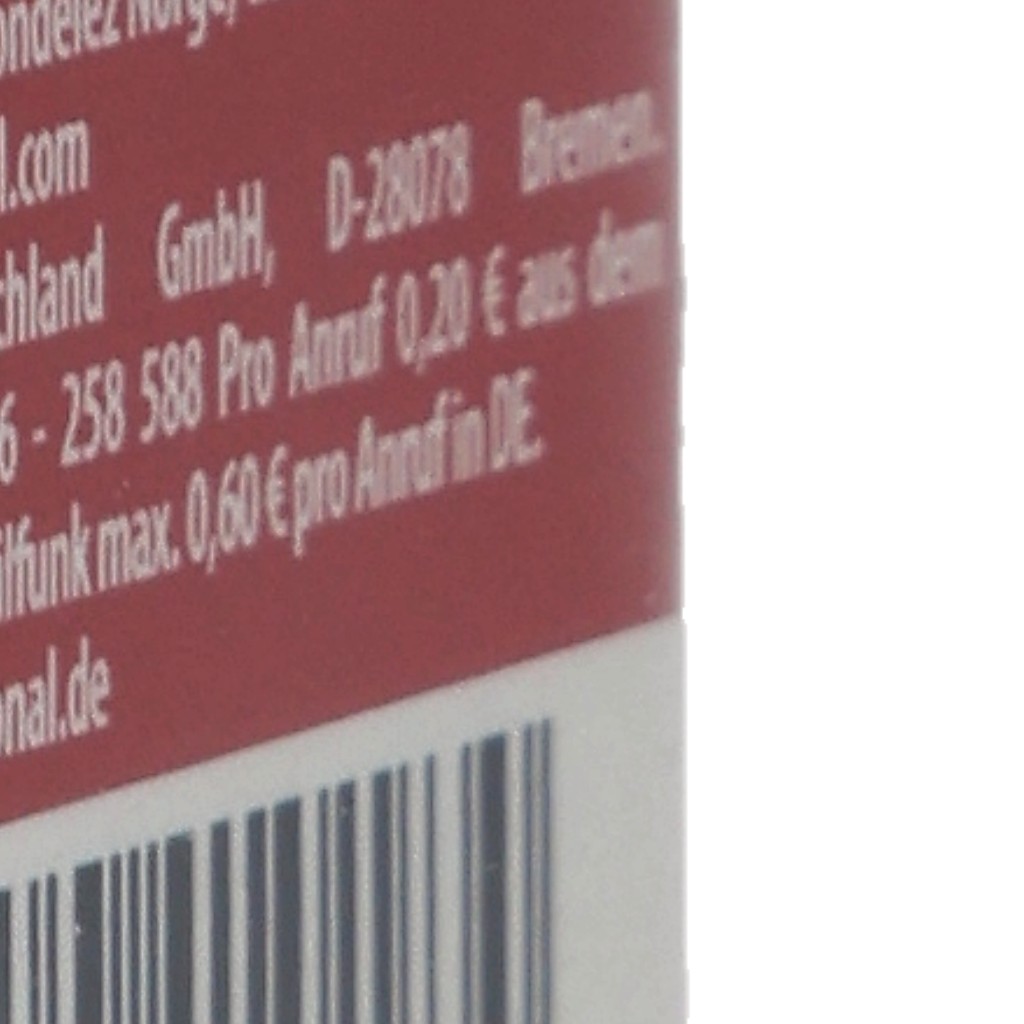 ondelez Norge,
l.com
chland GmbH, D-28078 Bremen.
6 - 258 588 Pro Anruf 0,20 € aus dem
ilfunk max. 0,60 € pro Anruf in DE.
onal.de